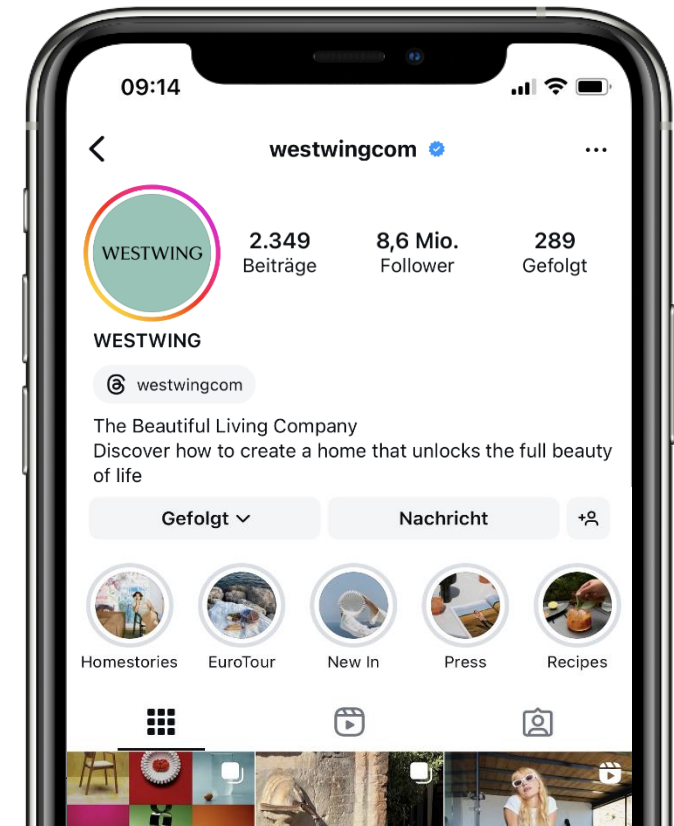 09:14
westwingcom
WESTWING
2.349
Beiträge
8,6 Mio.
Follower
289
Gefolgt
WESTWING
westwingcom
The Beautiful Living Company
Discover how to create a home that unlocks the full beauty
of life
Gefolgt
Nachricht
Homestories
EuroTour
New In
Press
Recipes